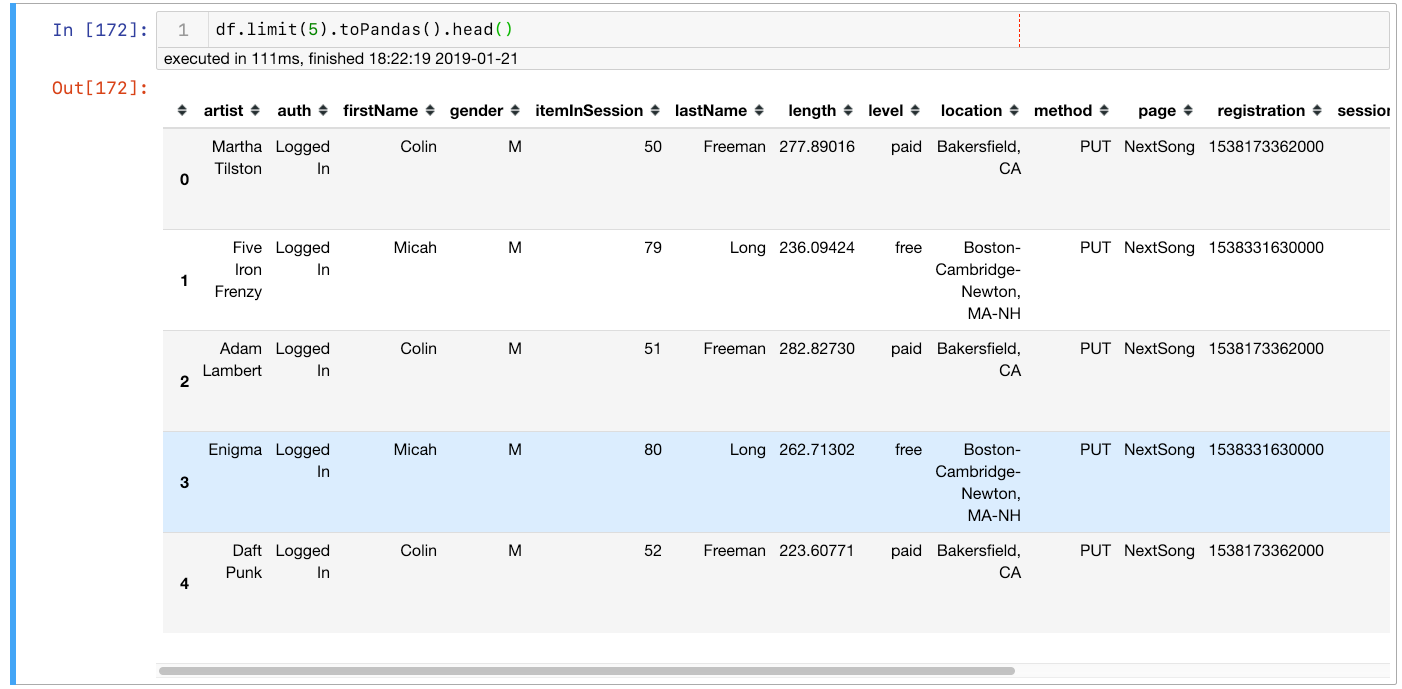 In [172]: 1 df.limit(5).toPandas().head()
executed in 111ms, finished 18:22:19 2019-01-21
Out[172]:
artist auth firstName gender itemInSession lastName length level location method page registration session
0 Martha Tilston Logged In Colin M 50 Freeman 277.89016 paid Bakersfield, CA PUT NextSong 1538173362000
1 Five Iron Frenzy Logged In Micah M 79 Long 236.09424 free Boston-Cambridge-Newton, MA-NH PUT NextSong 1538331630000
2 Adam Lambert Logged In Colin M 51 Freeman 282.82730 paid Bakersfield, CA PUT NextSong 1538173362000
3 Enigma Logged In Micah M 80 Long 262.71302 free Boston-Cambridge-Newton, MA-NH PUT NextSong 1538331630000
4 Daft Punk Logged In Colin M 52 Freeman 223.60771 paid Bakersfield, CA PUT NextSong 1538173362000